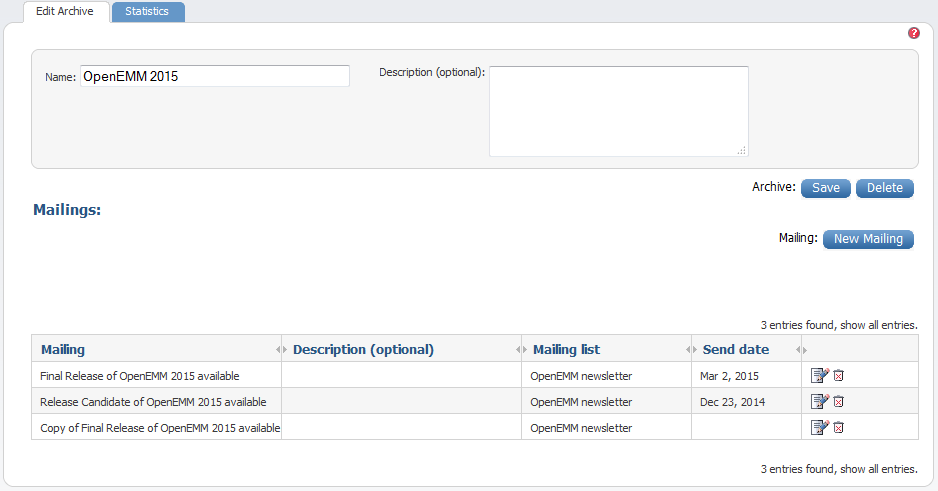 Edit Archive Statistics
?
Name: OpenEMM 2015 Description (optional):
Archive: Save Delete
Mailings:
Mailing: New Mailing
3 entries found, show all entries.
Mailing Description (optional) Mailing list Send date
Final Release of OpenEMM 2015 available OpenEMM newsletter Mar 2, 2015
Release Candidate of OpenEMM 2015 available OpenEMM newsletter Dec 23, 2014
Copy of Final Release of OpenEMM 2015 available OpenEMM newsletter
3 entries found, show all entries.